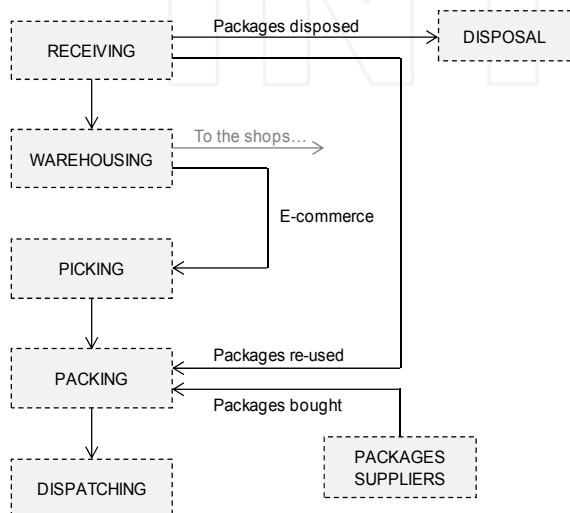 Packages disposed
RECEIVING
DISPOSAL
To the shops...
WAREHOUSING
E-commerce
PICKING
Packages re-used
PACKING
Packages bought
PACKAGES
SUPPLIERS
DISPATCHING